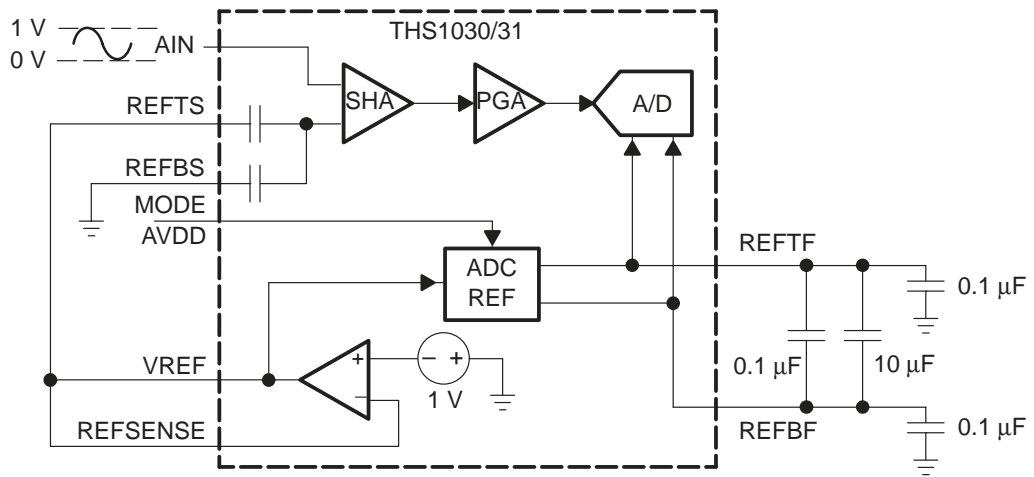 THS1030/31
1 V
0 V
AIN
SHA
PGA
A/D
REFTS
REFBS
MODE
AVDD
REFTF
ADC
REF
0.1 μF
+
− +
0.1 μF
10 μF
VREF
−
1 V
REFSENSE
REFBF
0.1 μF